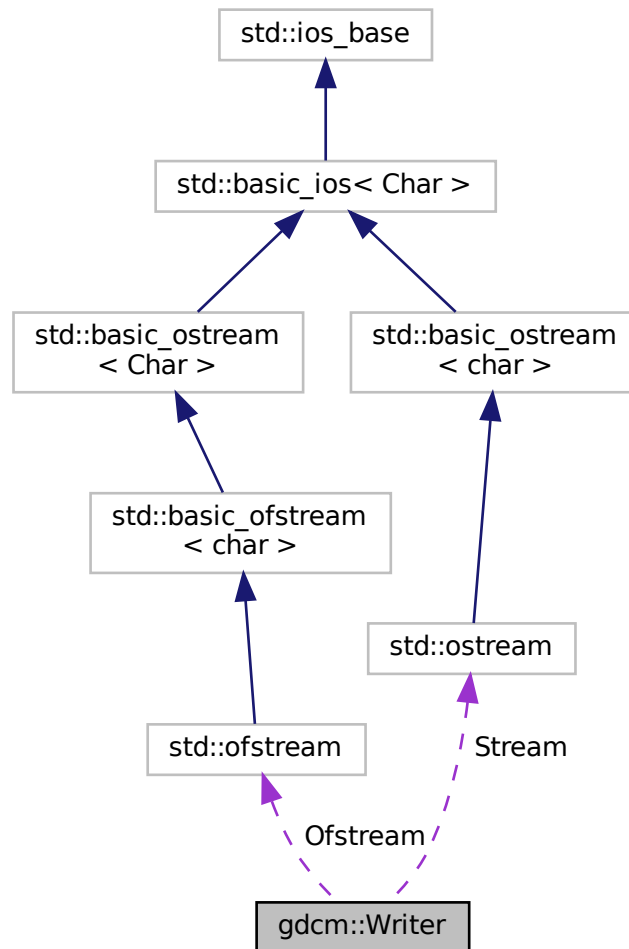 std::ios_base
std::basic_ios< Char >
std::basic_ostream
< Char >
std::basic_ostream
< char >
std::basic_ofstream
< char >
std::ostream
std::ofstream
Stream
Ofstream
gdcm::Writer